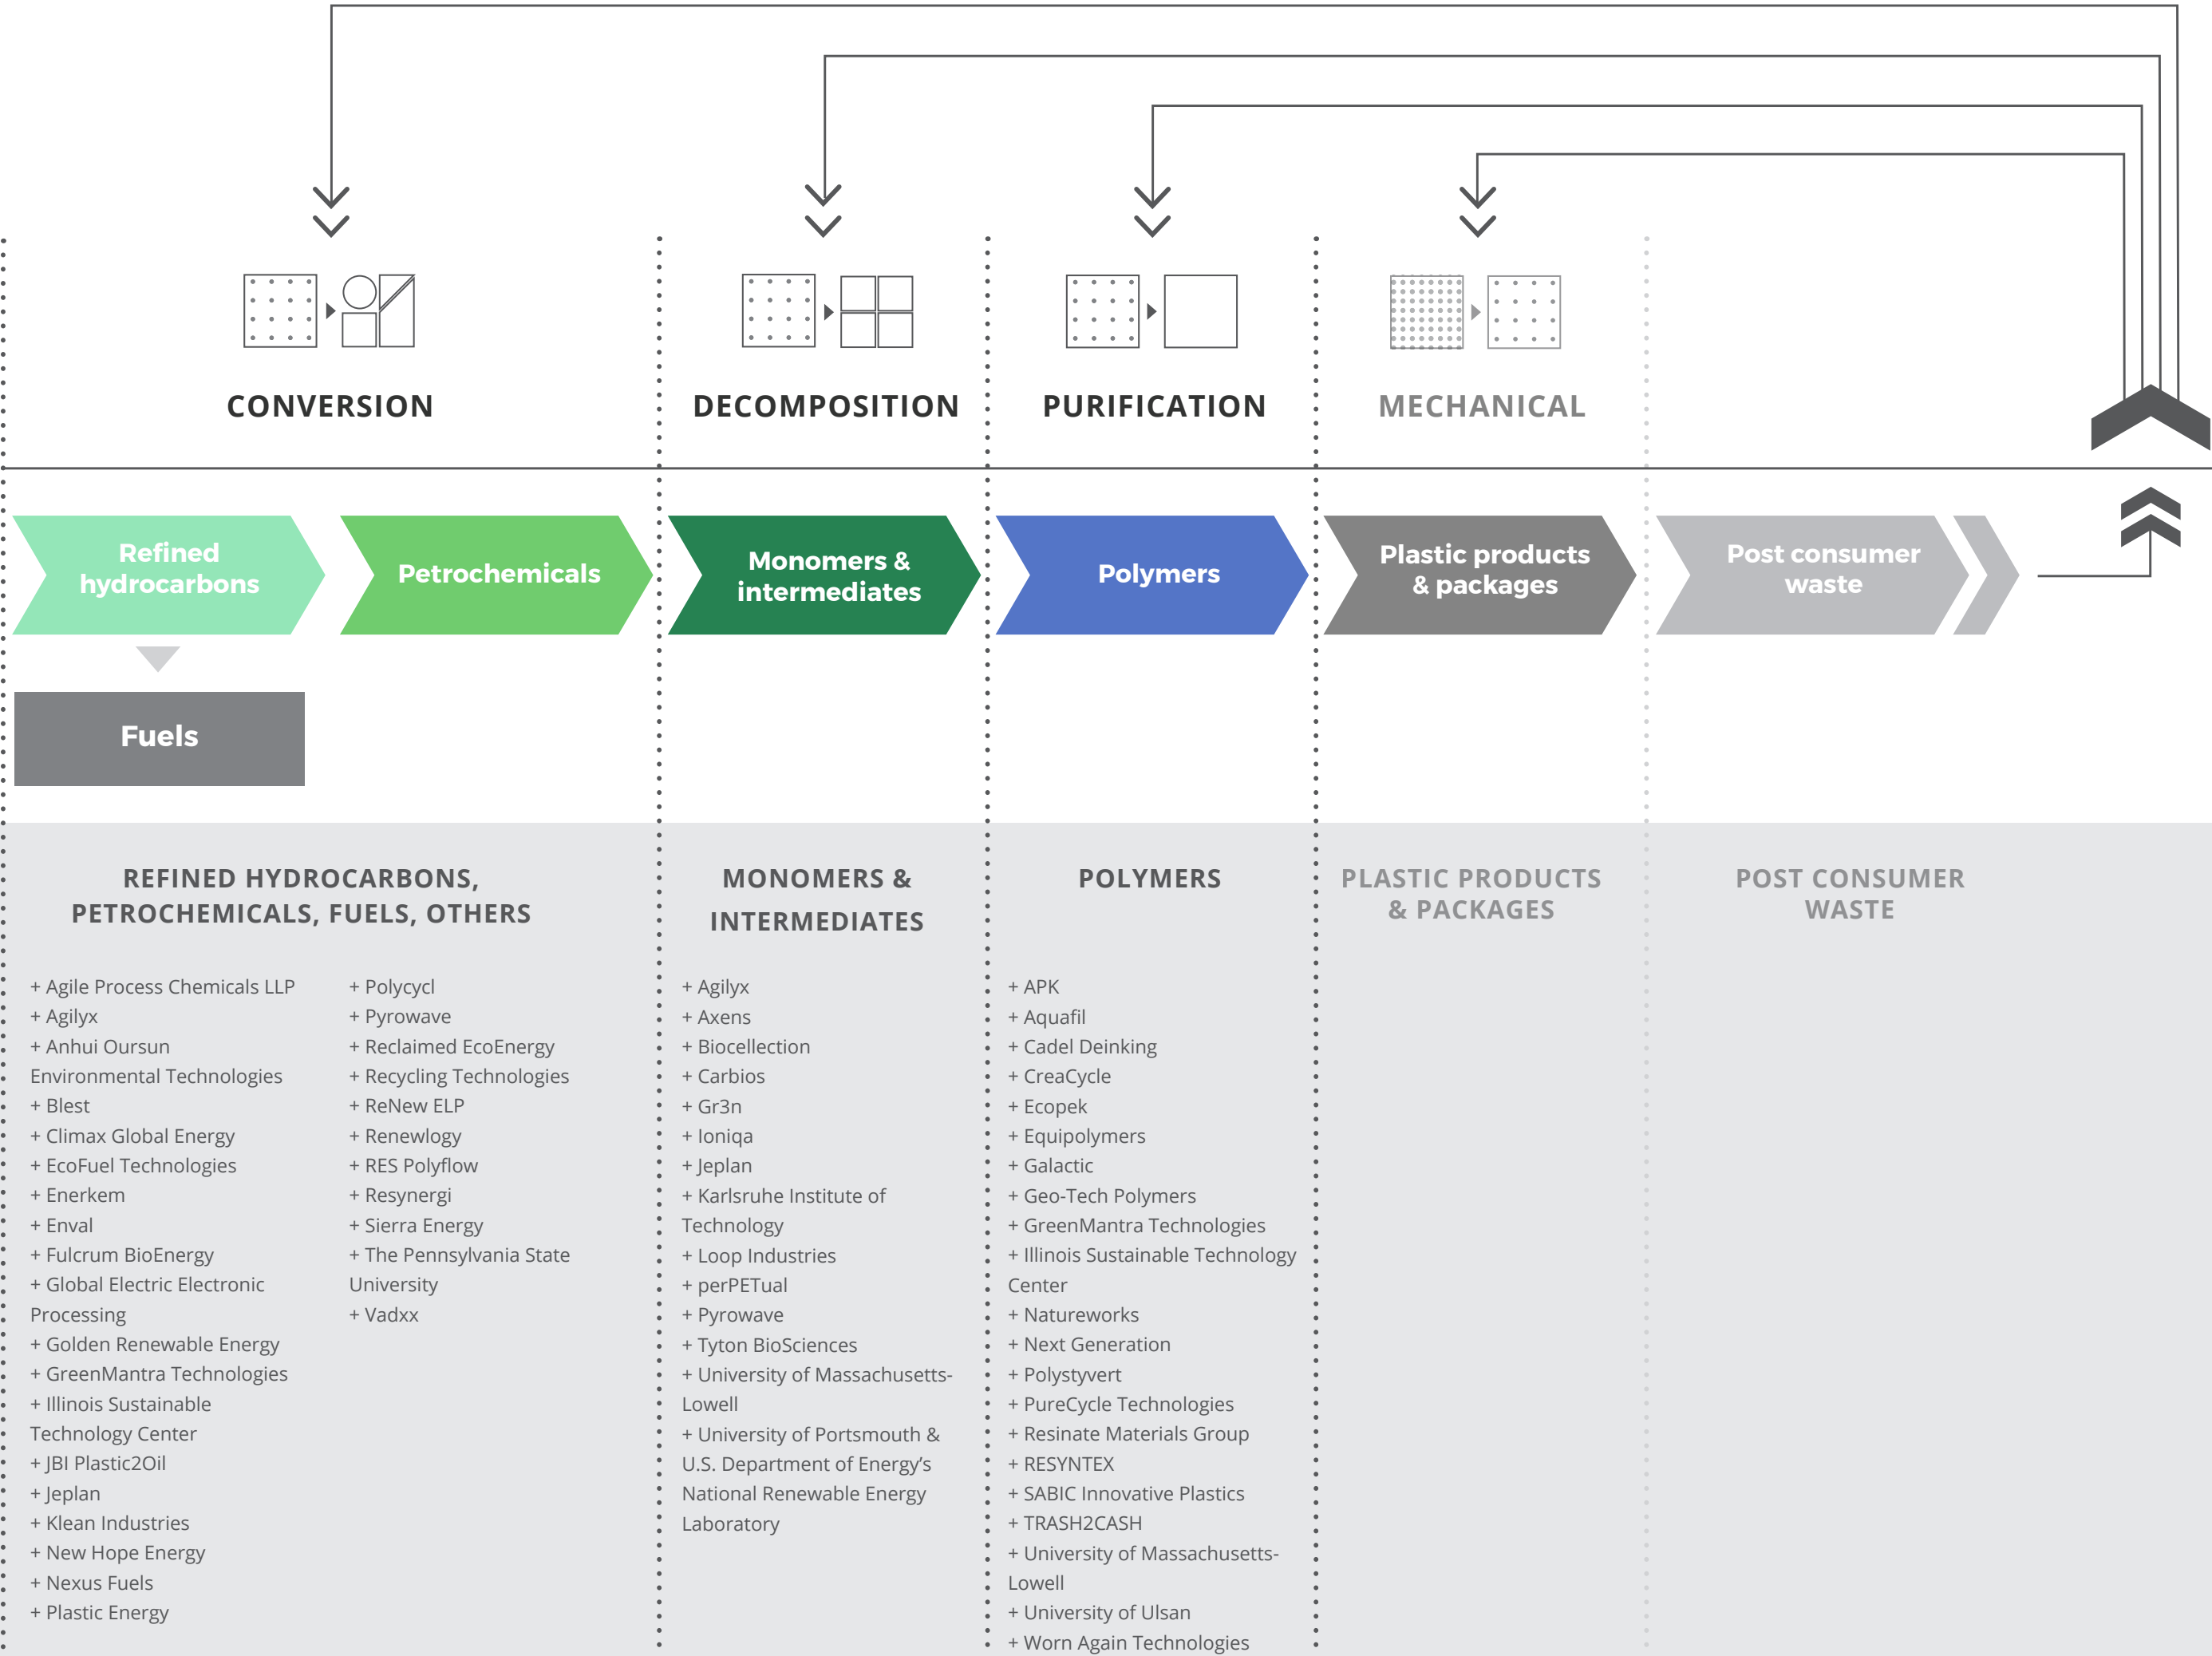 CONVERSION
DECOMPOSITION
PURIFICATION
MECHANICAL
Refined
hydrocarbons
Petrochemicals
Monomers &
intermediates
Polymers
Plastic products
& packages
Post consumer
waste
Fuels
REFINED HYDROCARBONS,
PETROCHEMICALS, FUELS, OTHERS
+ Agile Process Chemicals LLP
+ Agilyx
+ Anhui Oursun
Environmental Technologies
+ Blest
+ Climax Global Energy
+ EcoFuel Technologies
+ Enerkem
+ Enval
+ Fulcrum BioEnergy
+ Global Electric Electronic
Processing
+ Golden Renewable Energy
+ GreenMantra Technologies
+ Illinois Sustainable
Technology Center
+ JBI Plastic2Oil
+ Jeplan
+ Klean Industries
+ New Hope Energy
+ Nexus Fuels
+ Plastic Energy
+ Polycycl
+ Pyrowave
+ Reclaimed EcoEnergy
+ Recycling Technologies
+ ReNew ELP
+ Renewlogy
+ RES Polyflow
+ Resynergi
+ Sierra Energy
+ The Pennsylvania State
University
+ Vadxx
MONOMERS &
INTERMEDIATES
+ Agilyx
+ Axens
+ Biocellection
+ Carbios
+ Gr3n
+ Ioniqa
+ Jeplan
+ Karlsruhe Institute of
Technology
+ Loop Industries
+ perPETual
+ Pyrowave
+ Tyton BioSciences
+ University of Massachusetts-
Lowell
+ University of Portsmouth &
U.S. Department of Energy’s
National Renewable Energy
Laboratory
POLYMERS
+ APK
+ Aquafil
+ Cadel Deinking
+ CreaCycle
+ Ecopek
+ Equipolymers
+ Galactic
+ Geo-Tech Polymers
+ GreenMantra Technologies
+ Illinois Sustainable Technology
Center
+ Natureworks
+ Next Generation
+ Polystyvert
+ PureCycle Technologies
+ Resinate Materials Group
+ RESYNTEX
+ SABIC Innovative Plastics
+ TRASH2CASH
+ University of Massachusetts-
Lowell
+ University of Ulsan
+ Worn Again Technologies
PLASTIC PRODUCTS
& PACKAGES
POST CONSUMER
WASTE